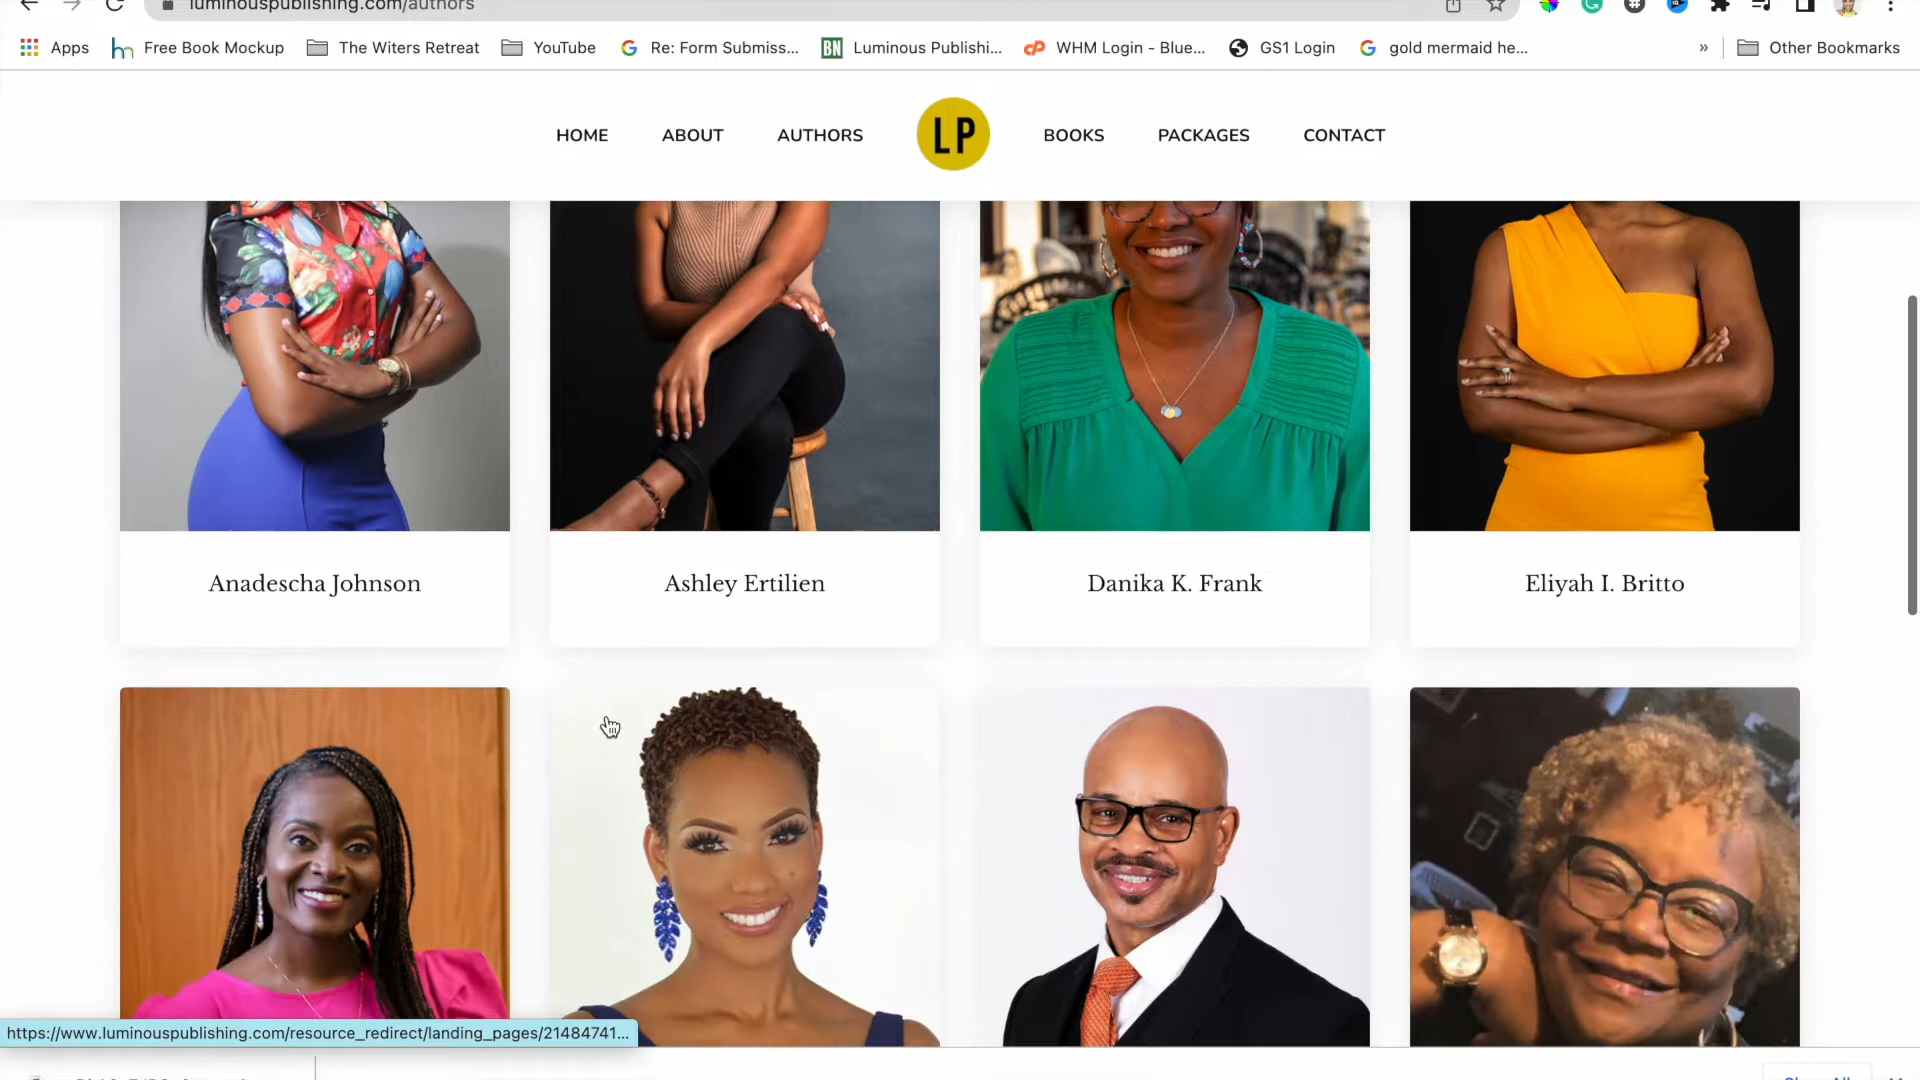 luminouspublishing.com/authors
Apps Free Book Mockup The Witers Retreat YouTube Re: Form Submiss... BN Luminous Publishi... cP WHM Login - Blue... GS1 Login gold mermaid he... » Other Bookmarks
HOME ABOUT AUTHORS LP BOOKS PACKAGES CONTACT
Anadescha Johnson Ashley Ertilien Danika K. Frank Eliyah I. Britto
https://www.luminouspublishing.com/resource_redirect/landing_pages/21484741...